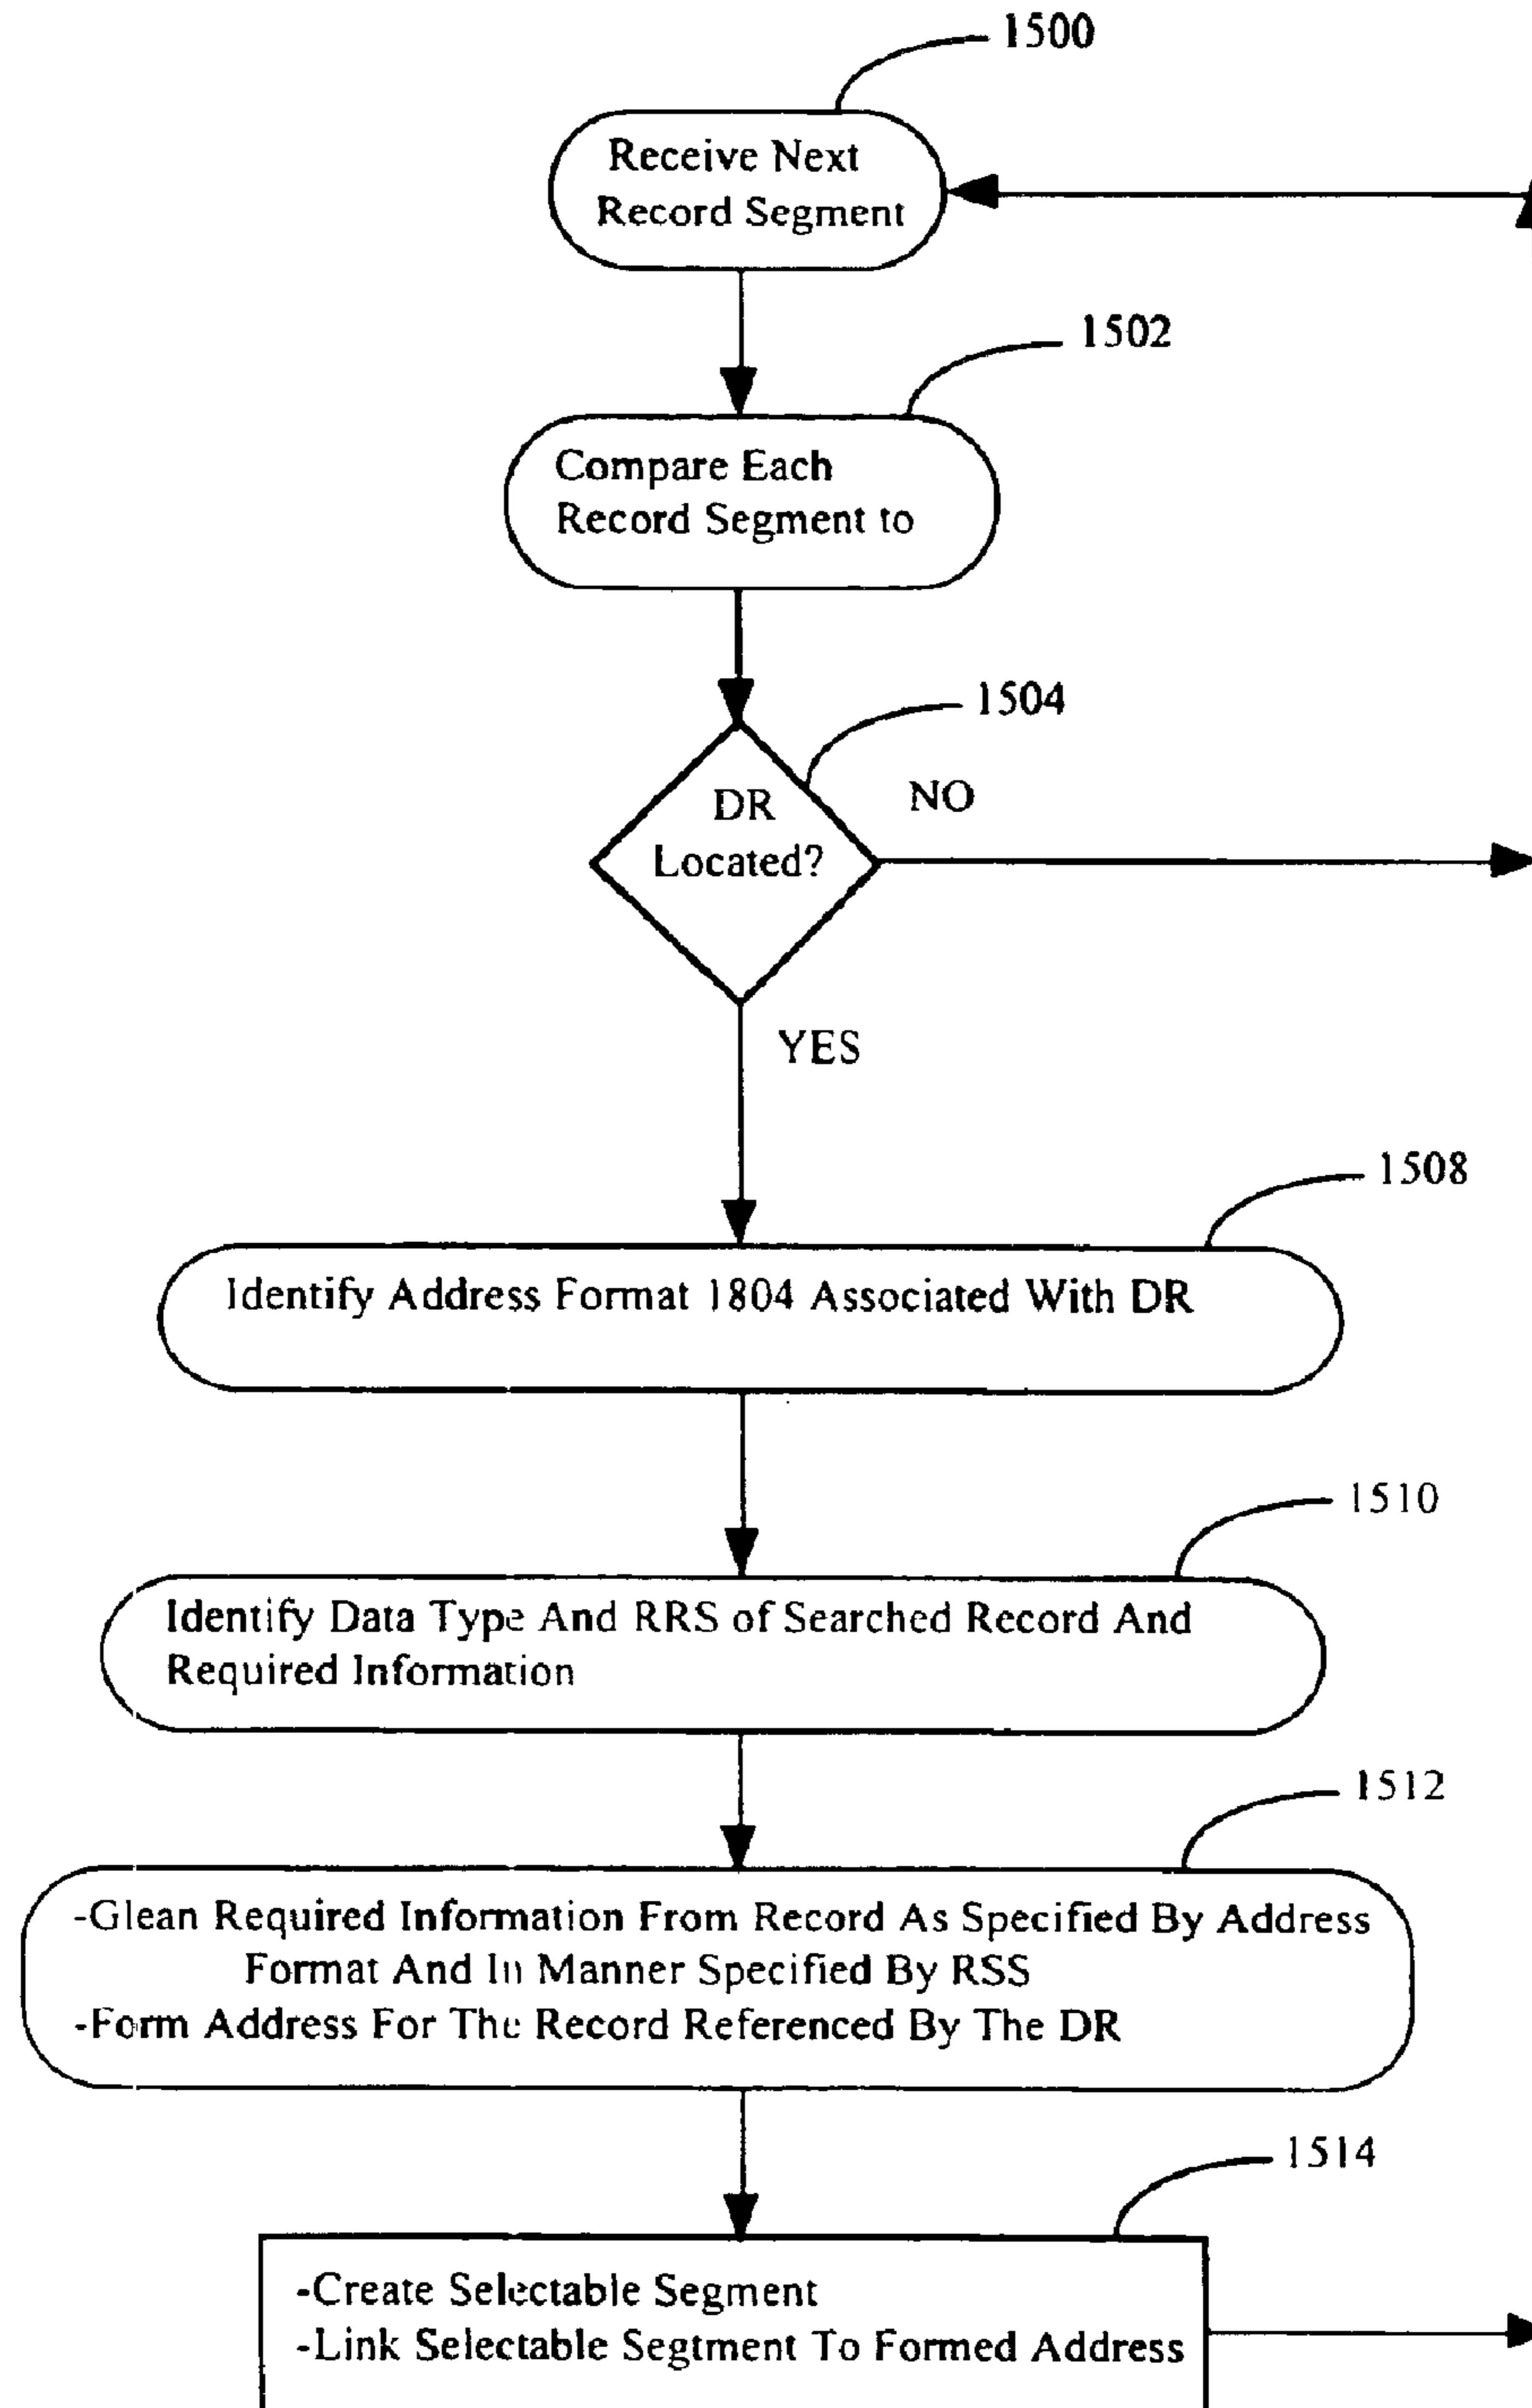 1500
Receive Next
Record Segment
1502
Compare Each
Record Segment to
1504
DR
Located?
NO
YES
1508
Identify Address Format 1804 Associated With DR
1510
Identify Data Type And RRS of Searched Record And
Required Information
1512
-Glean Required Information From Record As Specified By Address
Format And In Manner Specified By RSS
-Form Address For The Record Referenced By The DR
1514
-Create Selectable Segment
-Link Selectable Segtment To Formed Address